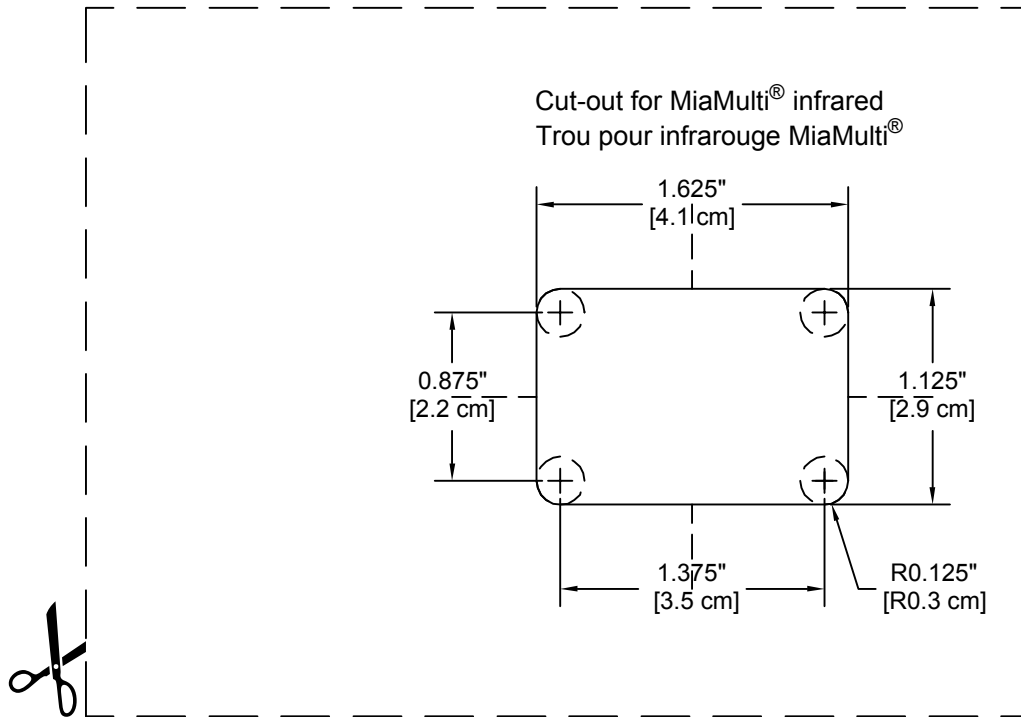 Cut-out for MiaMulti® infrared
Trou pour infrarouge MiaMulti®
1.625"
[4.1 cm]
0.875"
[2.2 cm]
1.125"
[2.9 cm]
1.375"
[3.5 cm]
R0.125"
[R0.3 cm]